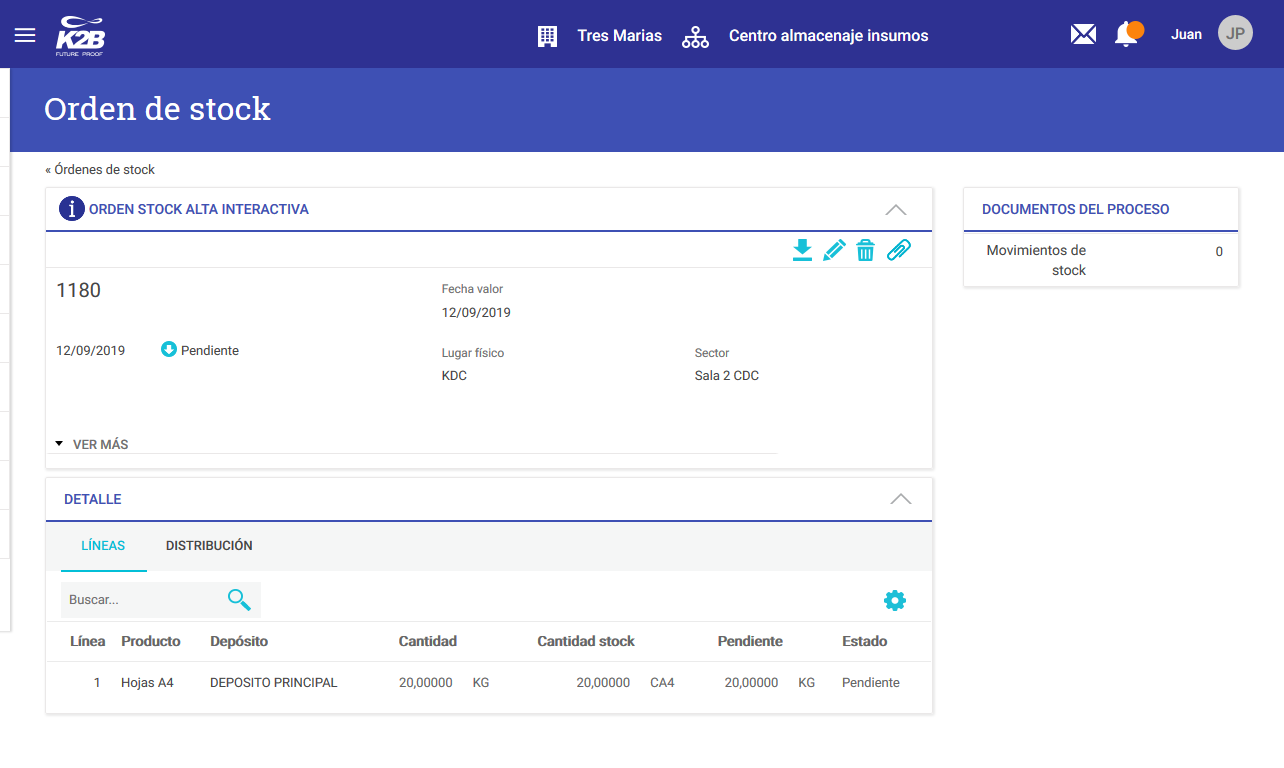 K2B
FUTURE PROOF
Tres Marias
Centro almacenaje insumos
Juan
JP
Orden de stock
« Órdenes de stock
i ORDEN STOCK ALTA INTERACTIVA
DOCUMENTOS DEL PROCESO
Movimientos de
stock
0
1180
Fecha valor
12/09/2019
12/09/2019
Pendiente
Lugar físico
KDC
Sector
Sala 2 CDC
VER MÁS
DETALLE
LÍNEAS DISTRIBUCIÓN
Buscar...
Línea Producto Depósito Cantidad Cantidad stock Pendiente Estado
1 Hojas A4 DEPOSITO PRINCIPAL 20,00000 KG 20,00000 CA4 20,00000 KG Pendiente